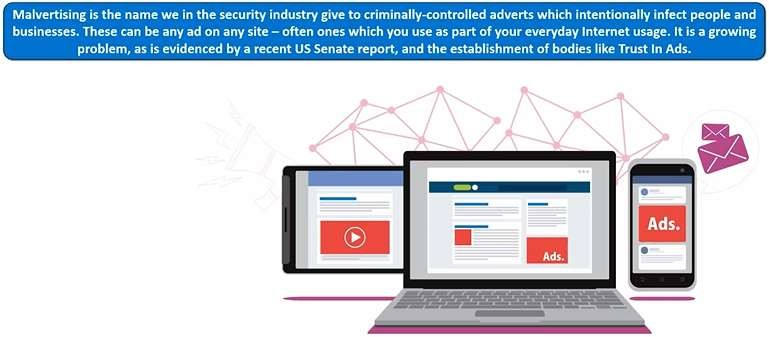 Malvertising is the name we in the security industry give to criminally-controlled adverts which intentionally infect people and
businesses. These can be any ad on any site – often ones which you use as part of your everyday Internet usage. It is a growing
problem, as is evidenced by a recent US Senate report, and the establishment of bodies like Trust In Ads.
Ads.
Ads.